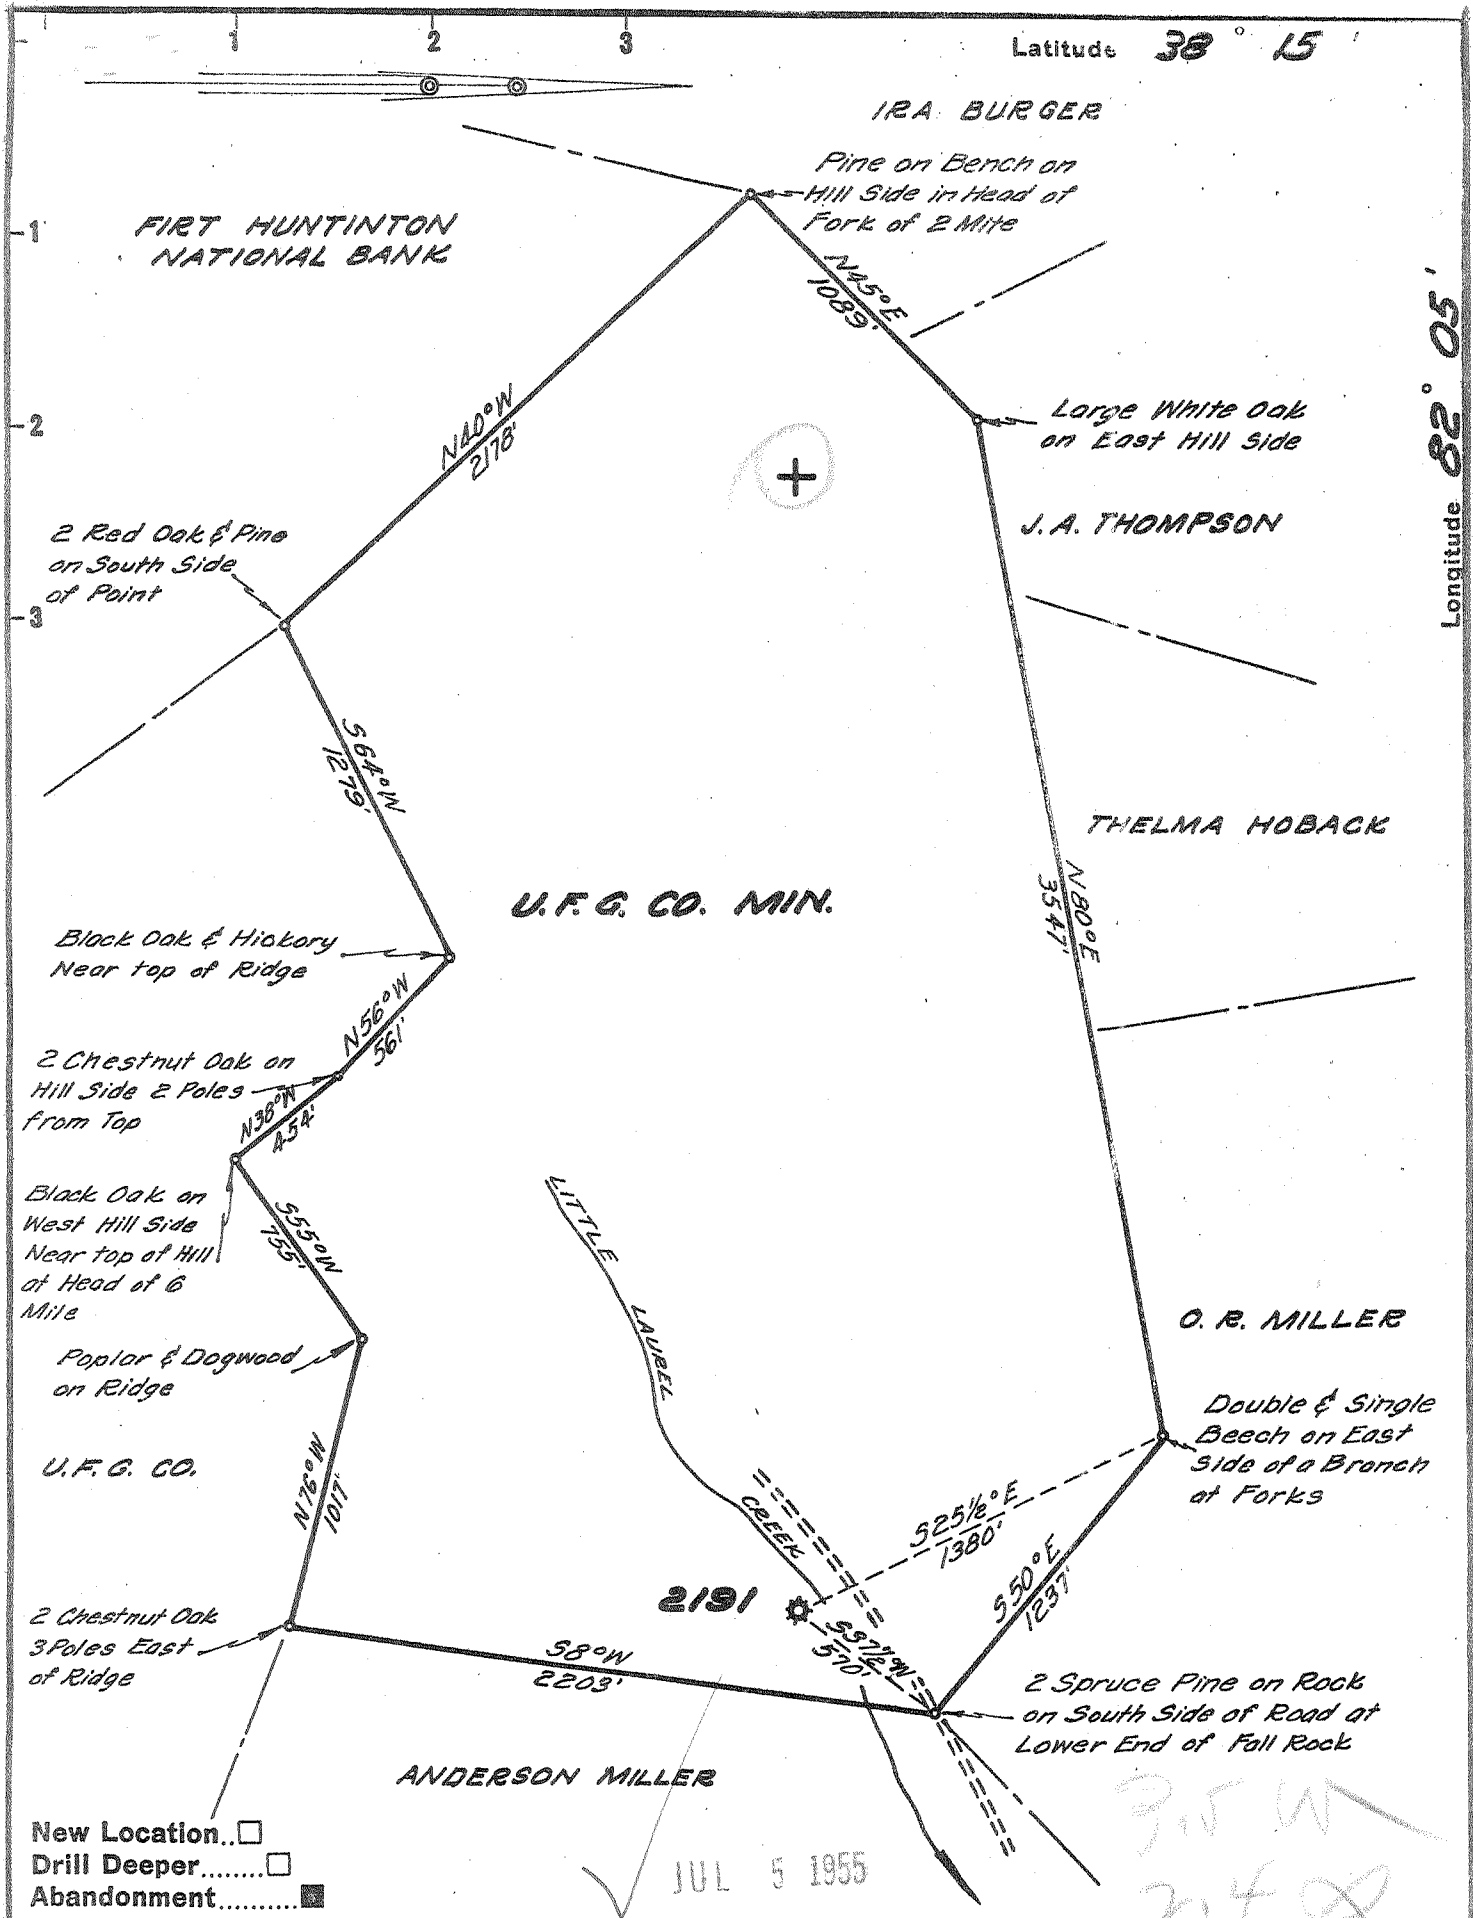 1 2 3
Latitude 38° 15'
IRA BURGER
Pine on Bench on
Hill Side in Head of
Fork of 2 Mite
FIRT HUNTINTON
NATIONAL BANK
-1
N45°E
1089'
Longitude 82° 05'
N40°W
2178'
Large White Oak
on East Hill Side
-2
+
J.A. THOMPSON
2 Red Oak & Pine
on South Side
of Point
-3
S64°W
1279'
THELMA HOBACK
U.F.G. CO. MIN.
N80°E
3547'
Black Oak & Hickory
Near top of Ridge
N56°W
561'
2 Chestnut Oak on
Hill Side 2 Poles
from Top
N38°W
454'
Black Oak on
West Hill Side
Near top of Hill
at Head of 6
Mile
S55°W
755'
LITTLE
LAUREL
CREEK
O. R. MILLER
Poplar & Dogwood
on Ridge
Double & Single
Beech on East
Side of a Branch
at Forks
U.F.G. CO.
N76°W
1017'
S25½°E
1380'
S50°E
1237'
2191
2 Chestnut Oak
3 Poles East
of Ridge
S8°W
2203'
570'
2 Spruce Pine on Rock
on South Side of Road at
Lower End of Fall Rock
ANDERSON MILLER
New Location..☐
Drill Deeper........☐
Abandonment..........■
JUL 5 1955